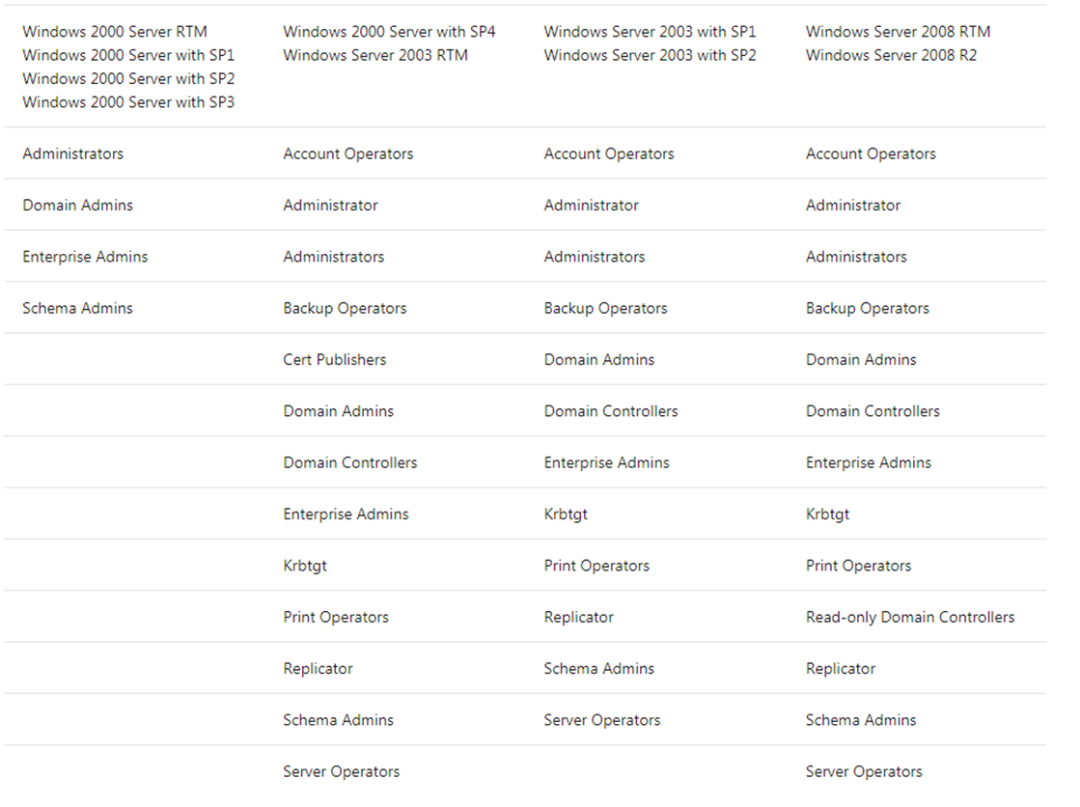 Windows 2000 Server RTM Windows 2000 Server with SP4 Windows Server 2003 with SP1 Windows Server 2008 RTM
Windows 2000 Server with SP1 Windows Server 2003 RTM Windows Server 2003 with SP2 Windows Server 2008 R2
Windows 2000 Server with SP2
Windows 2000 Server with SP3
Administrators Account Operators Account Operators Account Operators
Domain Admins Administrator Administrator Administrator
Enterprise Admins Administrators Administrators Administrators
Schema Admins Backup Operators Backup Operators Backup Operators
Cert Publishers Domain Admins Domain Admins
Domain Admins Domain Controllers Domain Controllers
Domain Controllers Enterprise Admins Enterprise Admins
Enterprise Admins Krbtgt Krbtgt
Krbtgt Print Operators Print Operators
Print Operators Replicator Read-only Domain Controllers
Replicator Schema Admins Replicator
Schema Admins Server Operators Schema Admins
Server Operators Server Operators